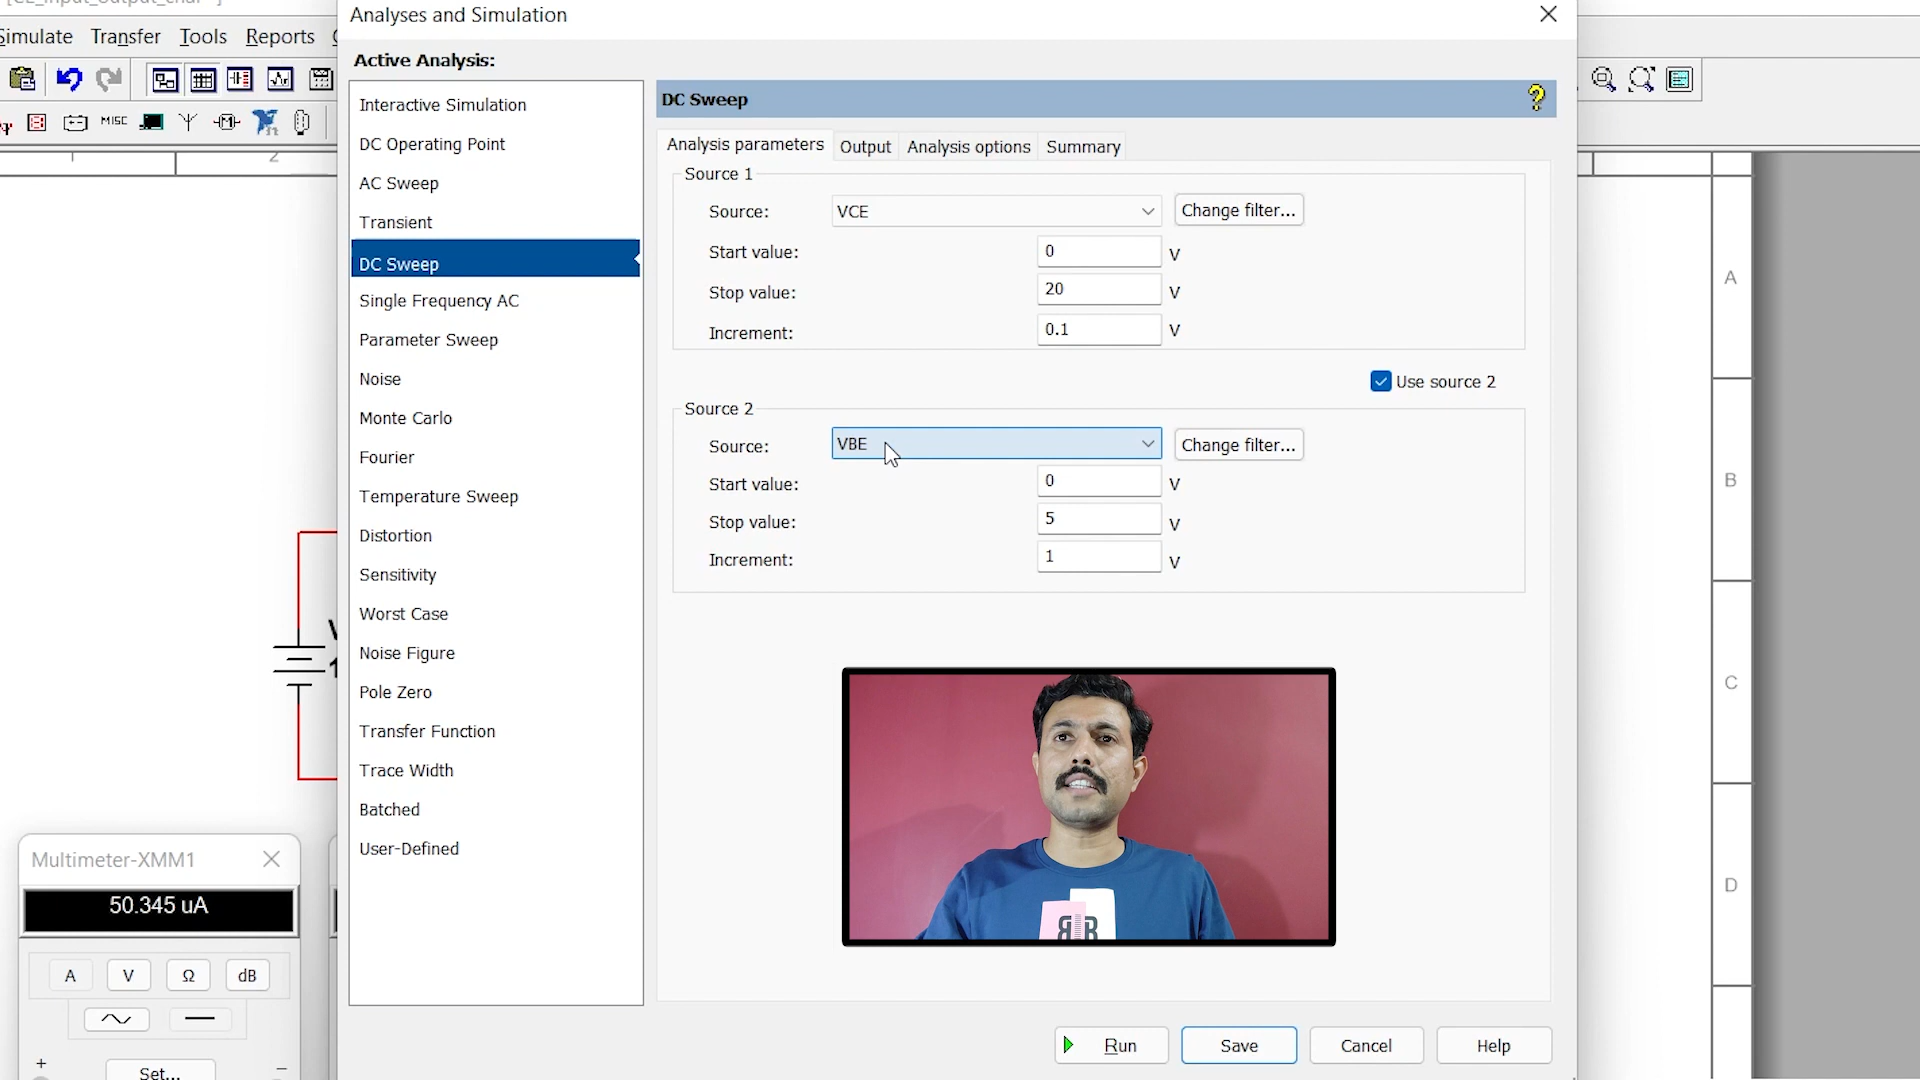 Analyses and Simulation
Simulate Transfer Tools Reports
Active Analysis:
Interactive Simulation
DC Operating Point
AC Sweep
Transient
DC Sweep
Single Frequency AC
Parameter Sweep
Noise
Monte Carlo
Fourier
Temperature Sweep
Distortion
Sensitivity
Worst Case
Noise Figure
Pole Zero
Transfer Function
Trace Width
Batched
User-Defined
DC Sweep
Analysis parameters Output Analysis options Summary
Source 1
Source: VCE Change filter...
Start value: 0 V
Stop value: 20 V
Increment: 0.1 V
Use source 2
Source 2
Source: VBE Change filter...
Start value: 0 V
Stop value: 5 V
Increment: 1 V
Run Save Cancel Help
MISC
2
A
B
C
D
Multimeter-XMM1
50.345 uA
A V Ω dB
+ −
Set...